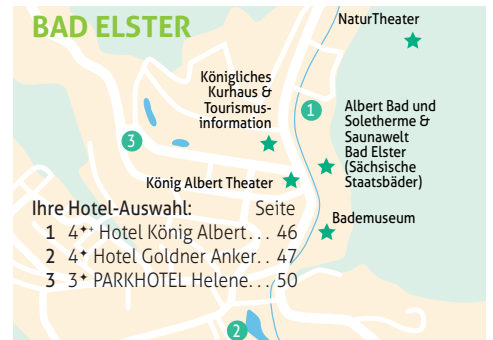 BAD ELSTER
NaturTheater
Königliches
Kurhaus &
Tourismus-
information
1
Albert Bad und
Soletherme &
Saunawelt
Bad Elster
(Sächsische
Staatsbäder)
3
König Albert Theater
Bademuseum
Ihre Hotel-Auswahl: Seite
1 4✦+ Hotel König Albert... 46
2 4✦ Hotel Goldner Anker.. 47
3 3✦ PARKHOTEL Helene... 50
2